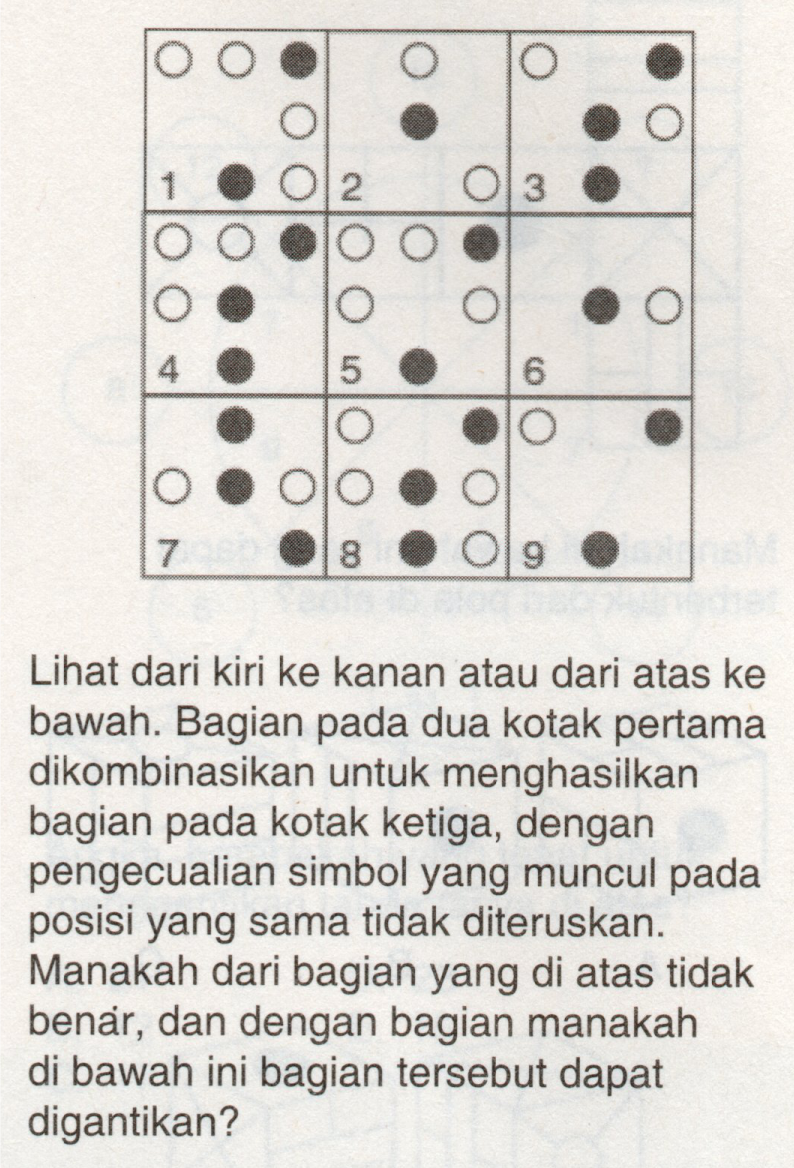 1 2 3
4 5 6
7 8 9
Lihat dari kiri ke kanan atau dari atas ke
bawah. Bagian pada dua kotak pertama
dikombinasikan untuk menghasilkan
bagian pada kotak ketiga, dengan
pengecualian simbol yang muncul pada
posisi yang sama tidak diteruskan.
Manakah dari bagian yang di atas tidak
benar, dan dengan bagian manakah
di bawah ini bagian tersebut dapat
digantikan?